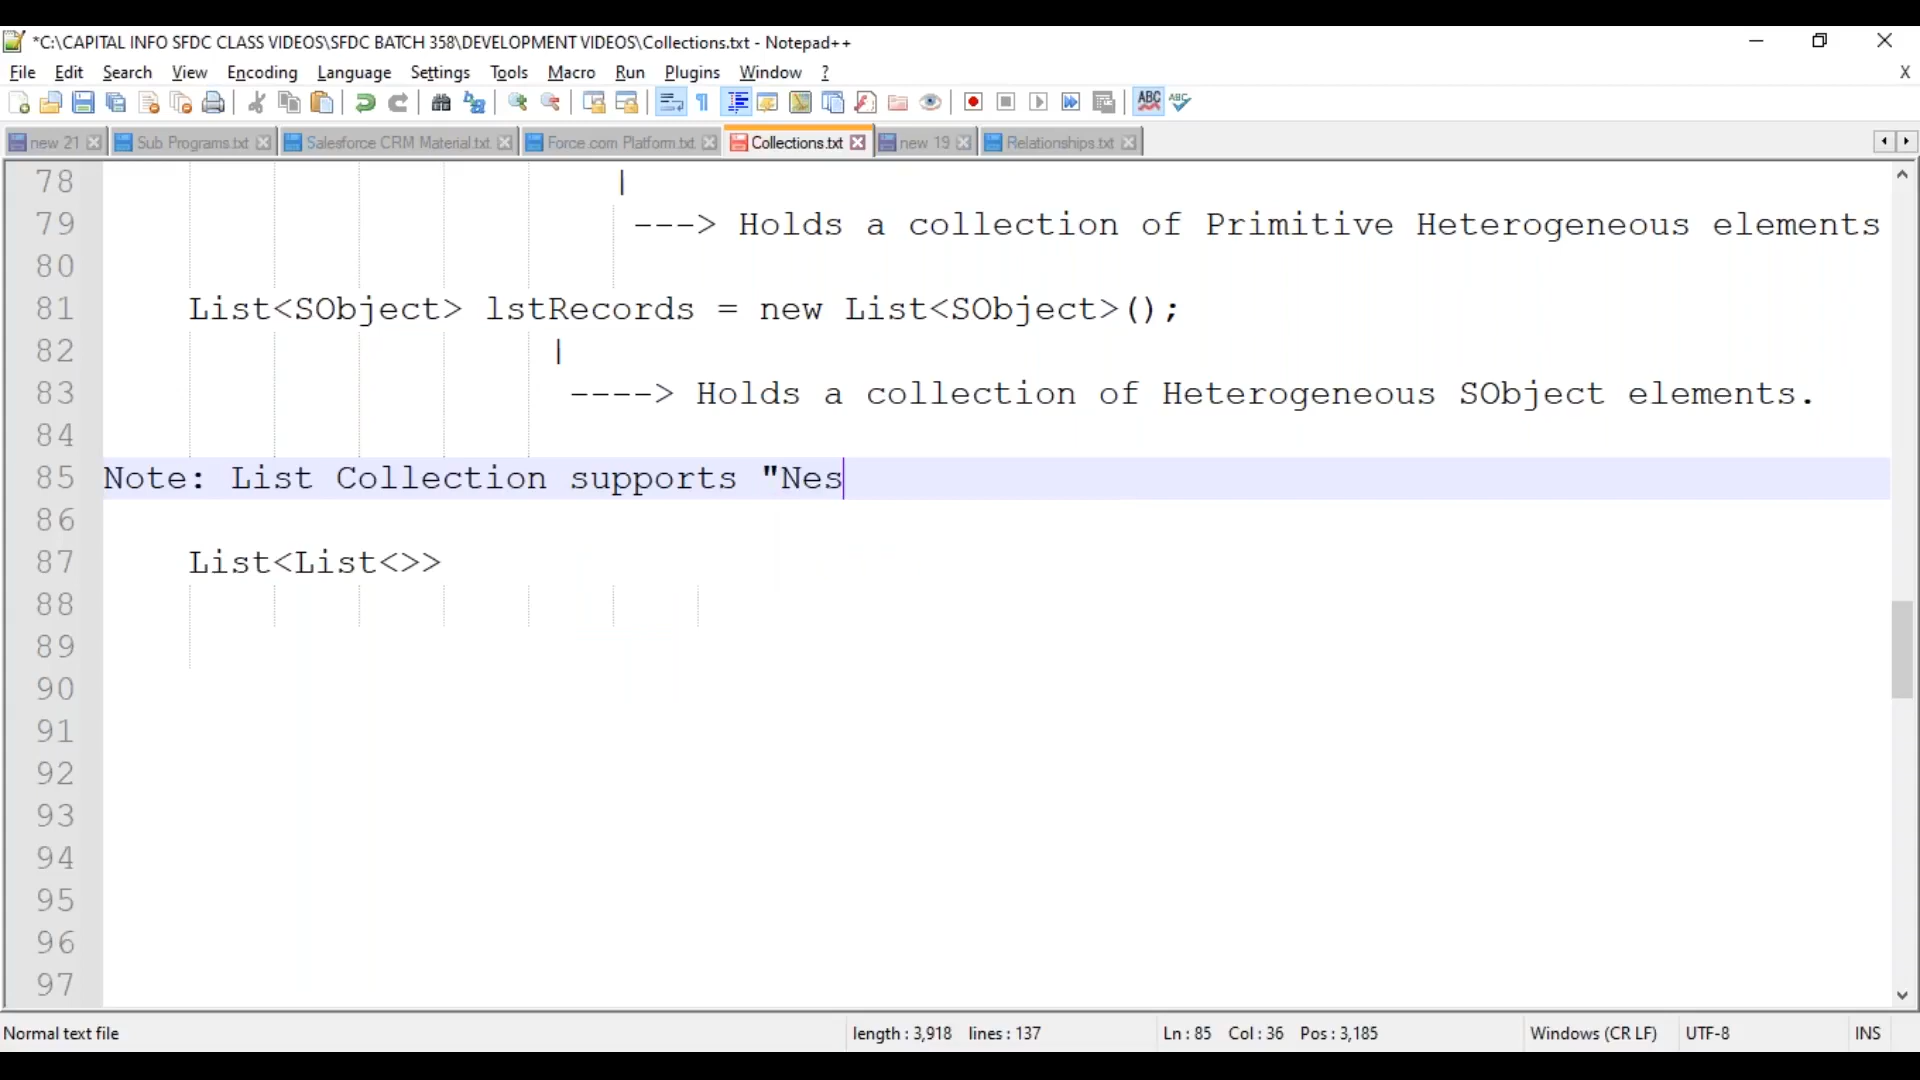 *C:\CAPITAL INFO SFDC CLASS VIDEOS\SFDC BATCH 358\DEVELOPMENT VIDEOS\Collections.txt - Notepad++
File Edit Search View Encoding Language Settings Tools Macro Run Plugins Window ? X
new 21 Sub Programs.txt Salesforce CRM Material.txt Force.com Platform.txt Collections.txt new 19 Relationships.txt
78 |
79 ---> Holds a collection of Primitive Heterogeneous elements
80
81 List<SObject> lstRecords = new List<SObject>();
82 |
83 ----> Holds a collection of Heterogeneous SObject elements.
84
85 Note: List Collection supports "Nes
86
87 List<List<>>
88
89
90
91
92
93
94
95
96
97
Normal text file length : 3,918 lines : 137 Ln : 85 Col : 36 Pos : 3,185 Windows (CR LF) UTF-8 INS